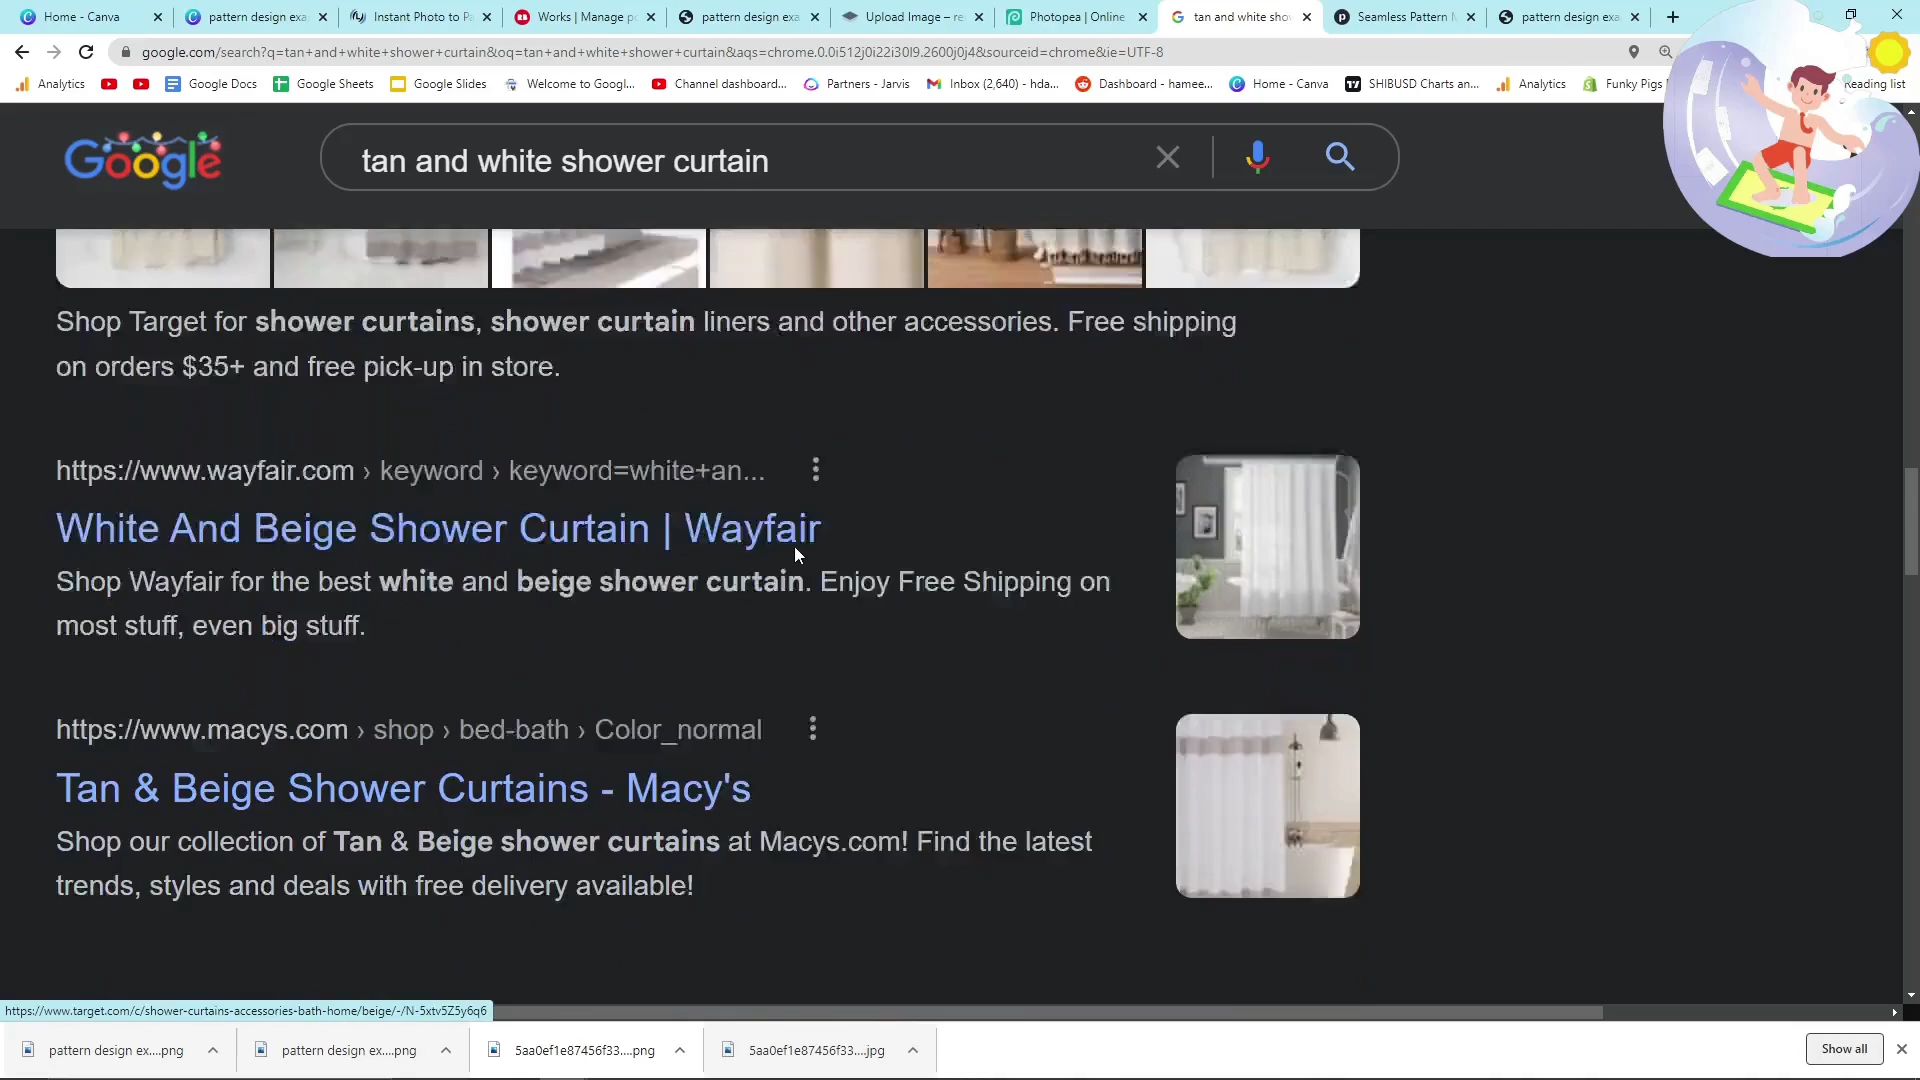 Home - Canva
pattern design exa
Instant Photo to Pa
Works | Manage po
pattern design exa
Upload Image – re
Photopea | Online
tan and white show
Seamless Pattern M
pattern design exa
google.com/search?q=tan+and+white+shower+curtain&oq=tan+and+white+shower+curtain&aqs=chrome.0.0i512j0i22i30l9.2600j0j4&sourceid=chrome&ie=UTF-8
Analytics
Google Docs
Google Sheets
Google Slides
Welcome to Googl...
Channel dashboard...
Partners - Jarvis
Inbox (2,640) - hda...
Dashboard - hamee...
Home - Canva
SHIBUSD Charts an...
Analytics
Funky Pigs
Reading list
Google
tan and white shower curtain
Shop Target for shower curtains, shower curtain liners and other accessories. Free shipping
on orders $35+ and free pick-up in store.
https://www.wayfair.com › keyword › keyword=white+an...
White And Beige Shower Curtain | Wayfair
Shop Wayfair for the best white and beige shower curtain. Enjoy Free Shipping on
most stuff, even big stuff.
https://www.macys.com › shop › bed-bath › Color_normal
Tan & Beige Shower Curtains - Macy's
Shop our collection of Tan & Beige shower curtains at Macys.com! Find the latest
trends, styles and deals with free delivery available!
https://www.target.com/c/shower-curtains-accessories-bath-home/beige/-/N-5xtv5Z5y6q6
pattern design ex....png
pattern design ex....png
5aa0ef1e87456f33....png
5aa0ef1e87456f33....jpg
Show all